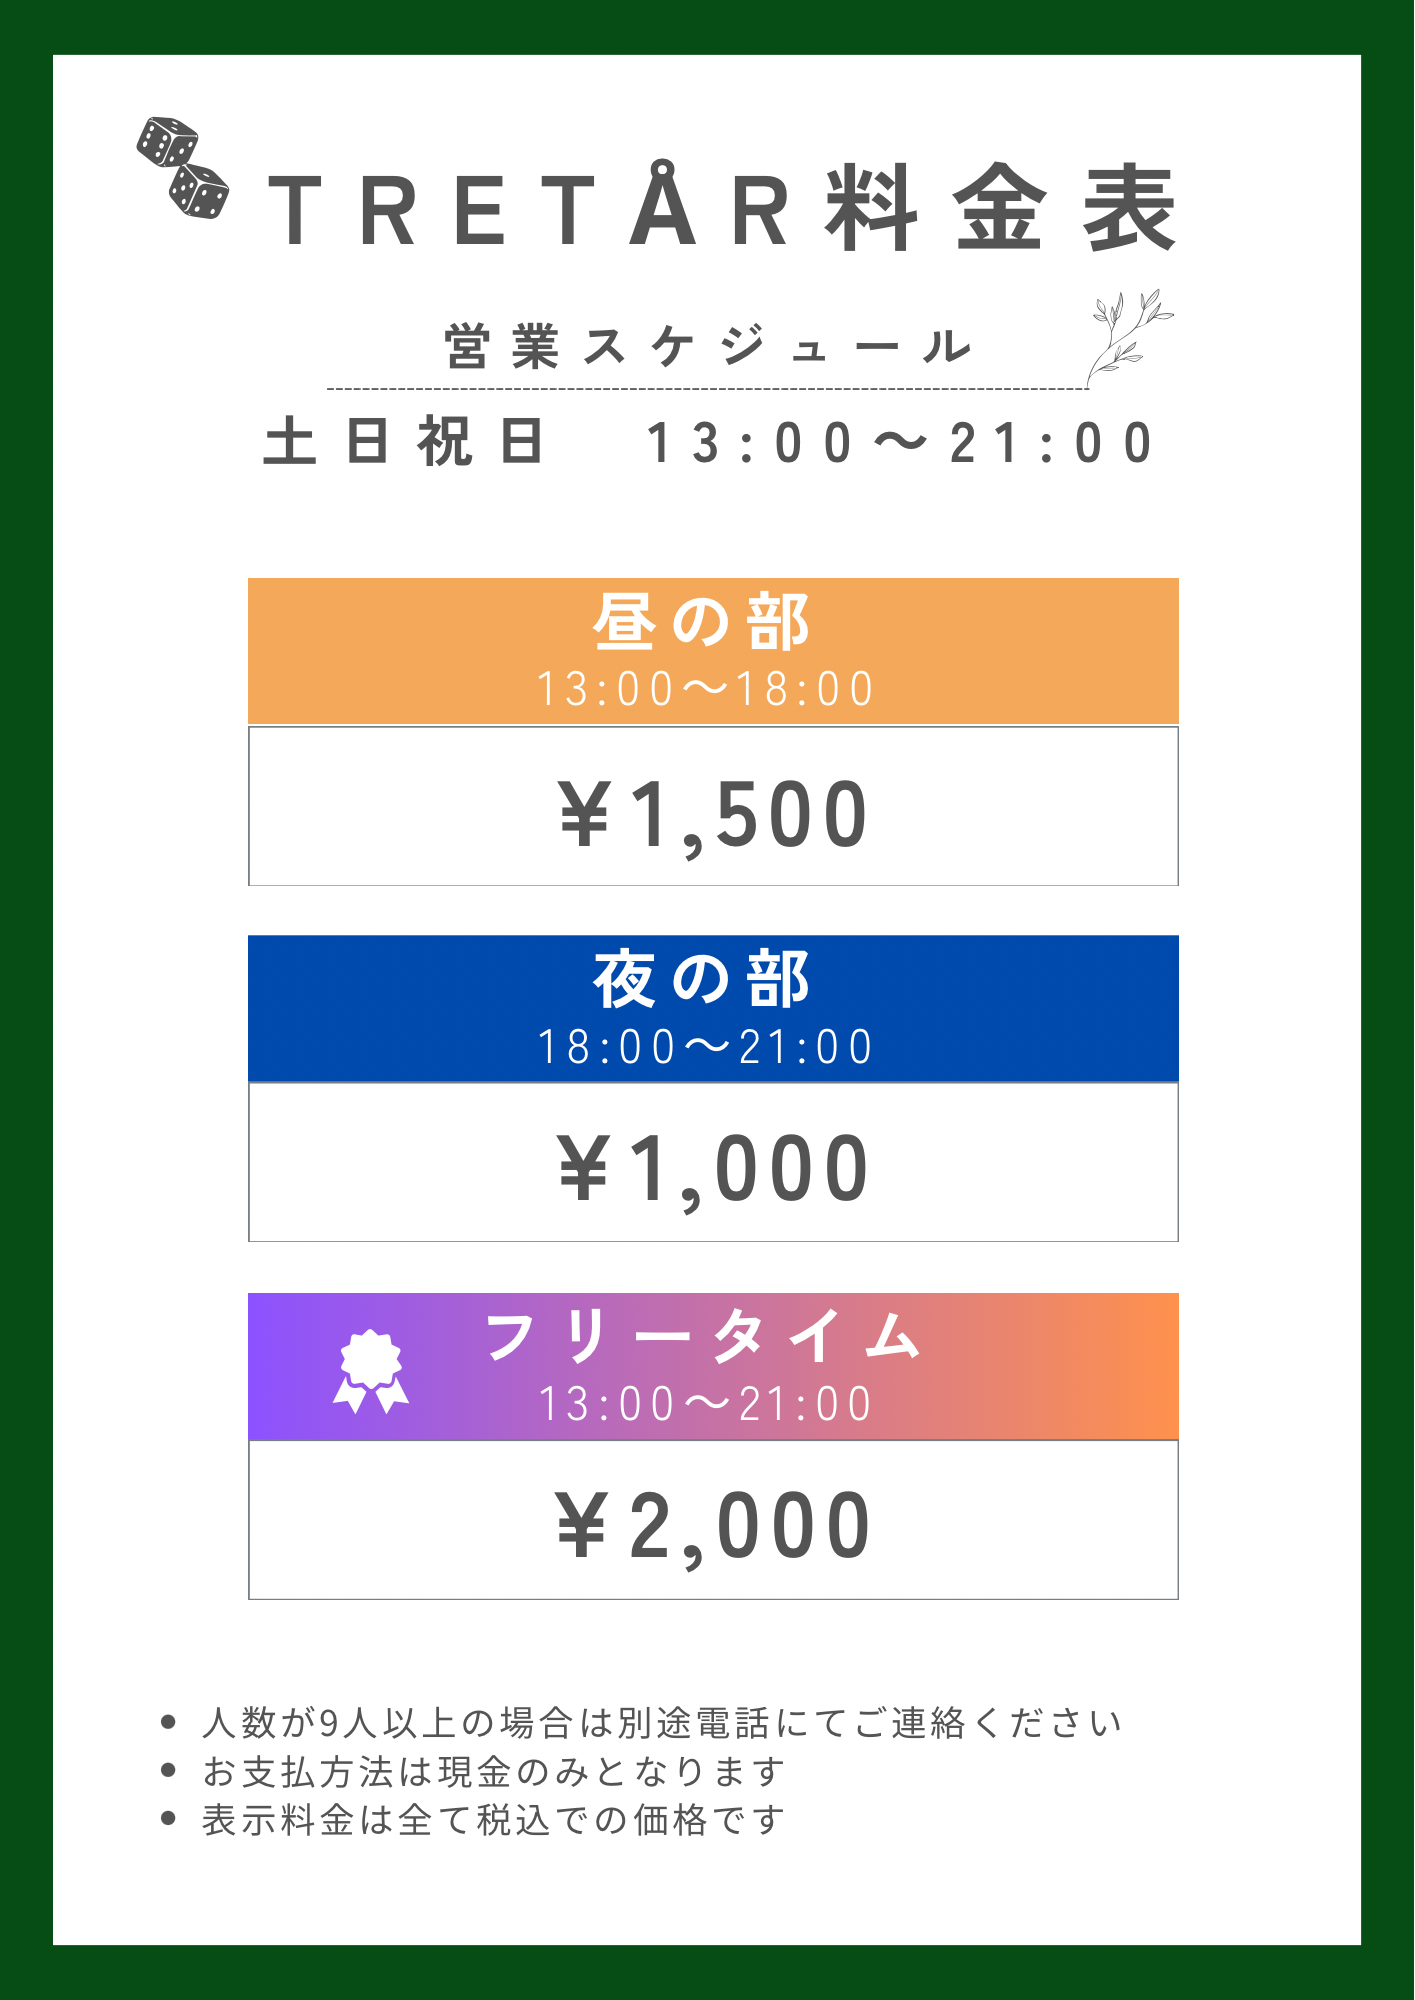 TRETÅR料金表
営業スケジュール
土日祝日　13:00〜21:00
昼の部
13:00〜18:00
¥1,500
夜の部
18:00〜21:00
¥1,000
フリータイム
13:00〜21:00
¥2,000
• 人数が9人以上の場合は別途電話にてご連絡ください
• お支払方法は現金のみとなります
• 表示料金は全て税込での価格です